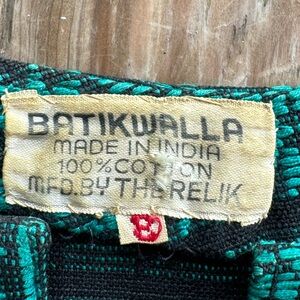 BATIKWALLA
MADE IN INDIA
100% COTTON
MFD. BY THE RELIK